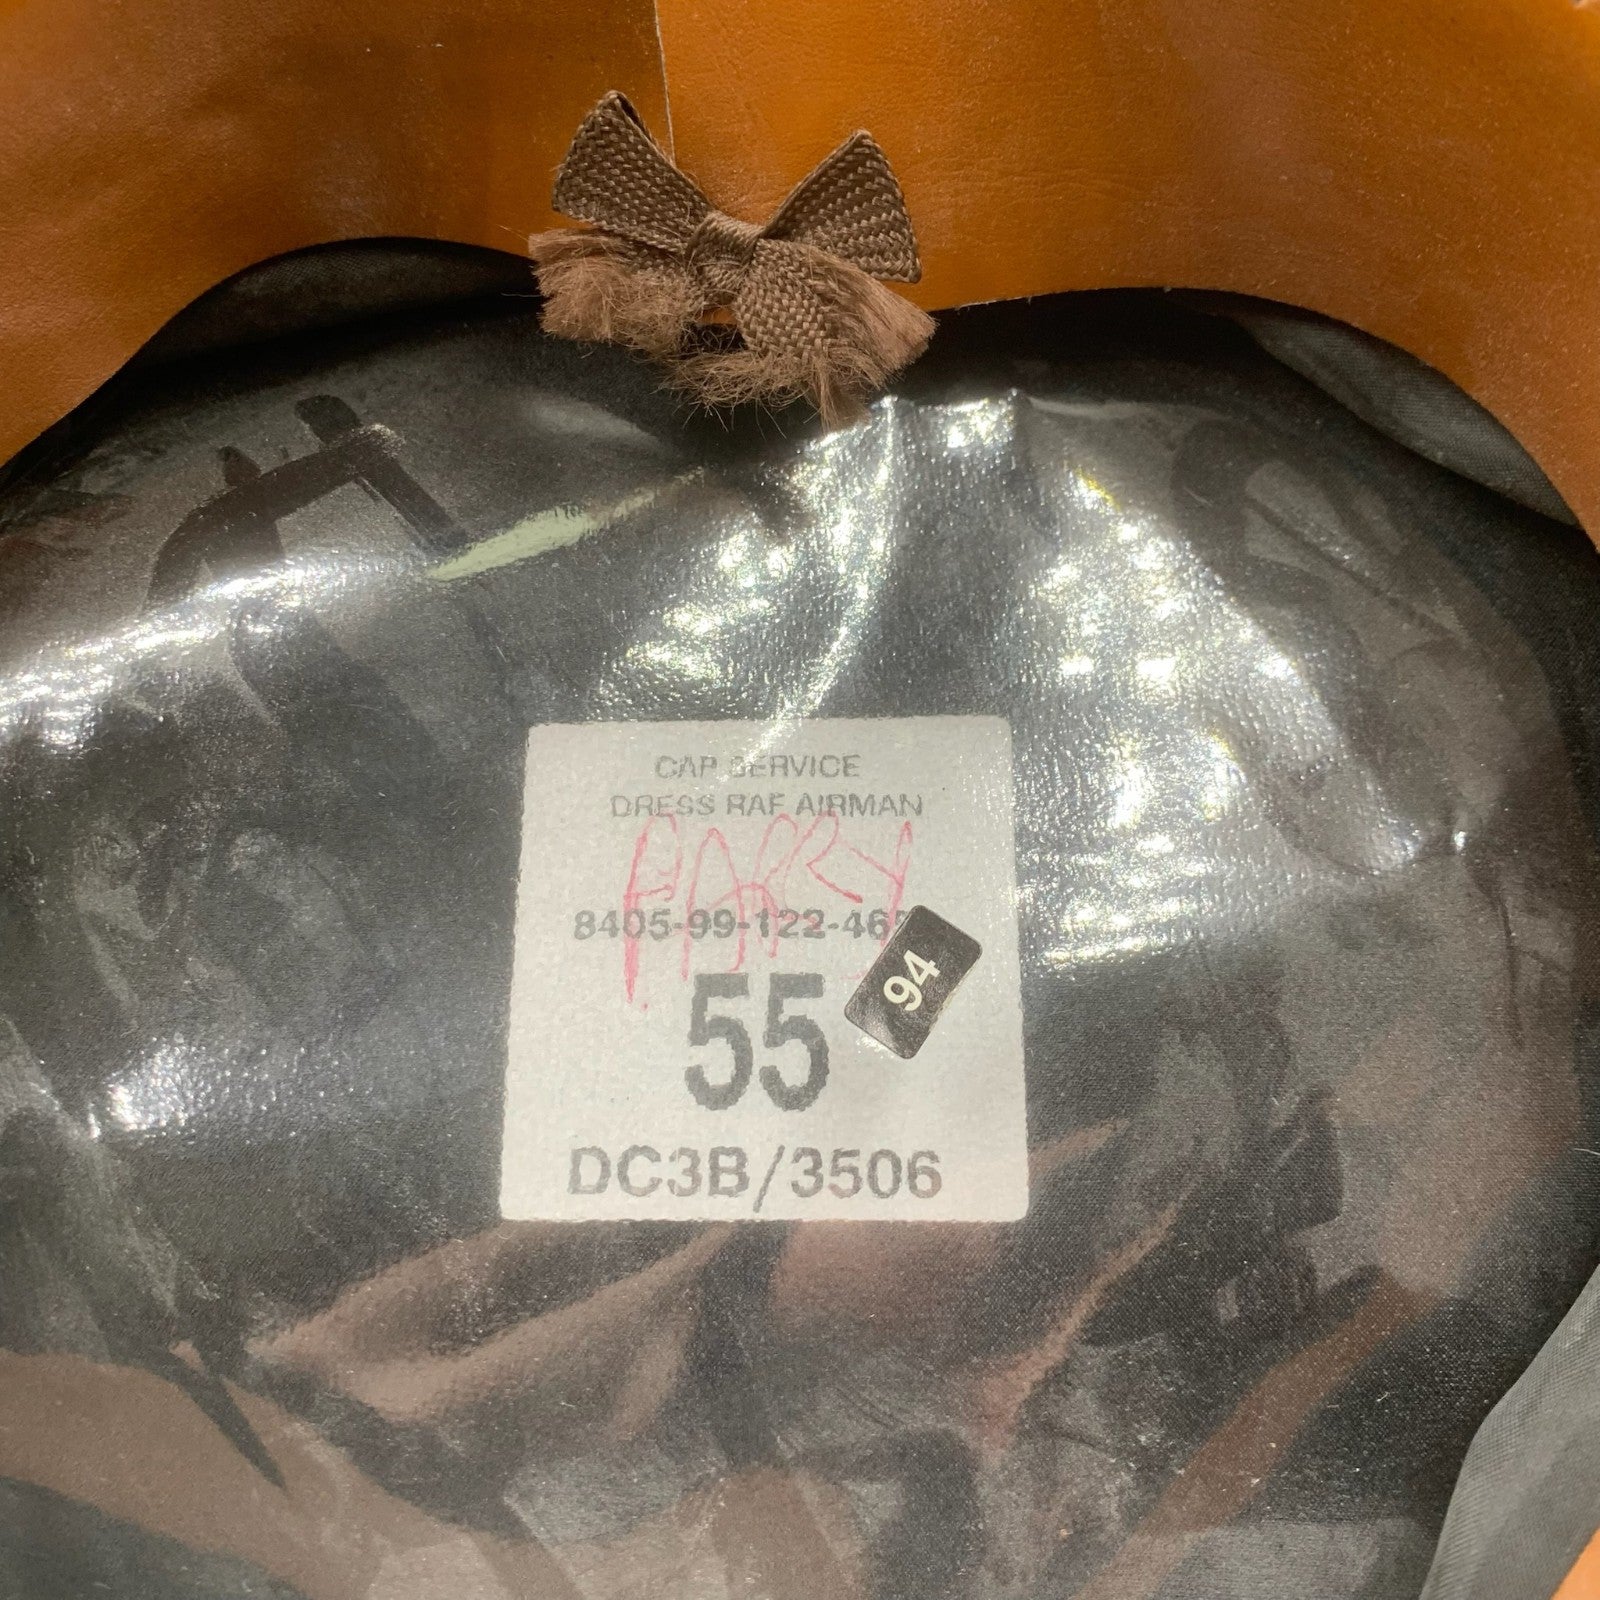 CAP SERVICE
DRESS RAF AIRMAN
PARRY
8405-99-122-46
94
55
DC3B/3506